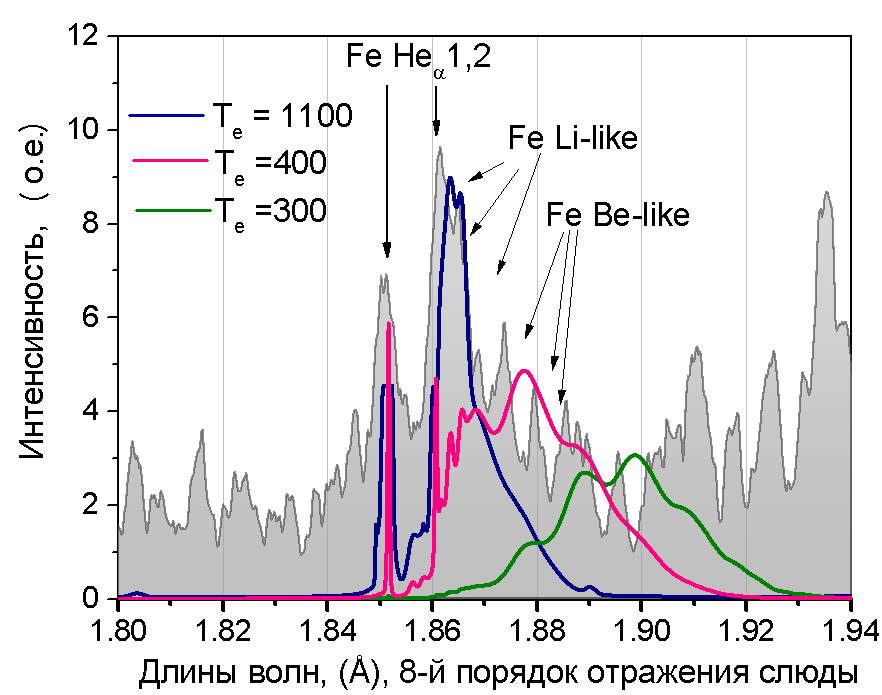 12
10
8
6
4
2
0
Интенсивность, ( о.е.)
Fe Heα1,2
Te = 1100
Te =400
Te =300
Fe Li-like
Fe Be-like
1.80 1.82 1.84 1.86 1.88 1.90 1.92 1.94
Длины волн, (Å), 8-й порядок отражения слюды